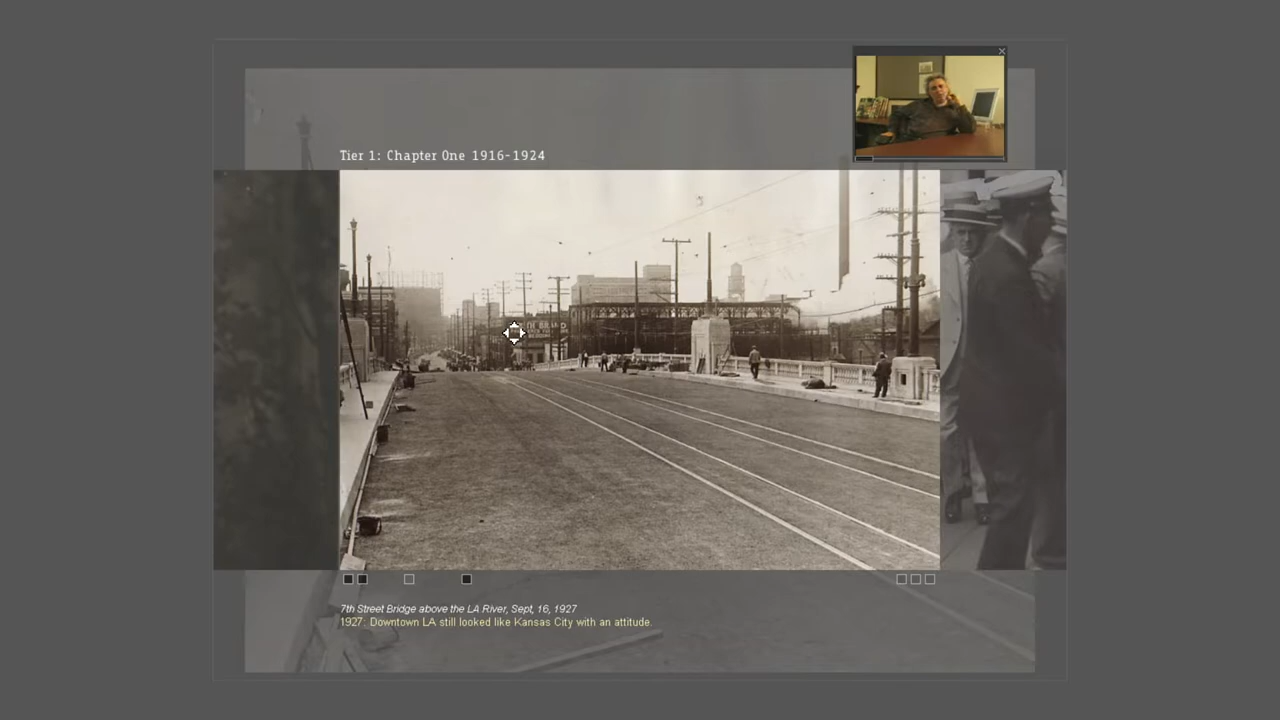 Tier 1: Chapter One 1916-1924
7th Street Bridge above the LA River, Sept, 16, 1927
1927: Downtown LA still looked like Kansas City with an attitude.